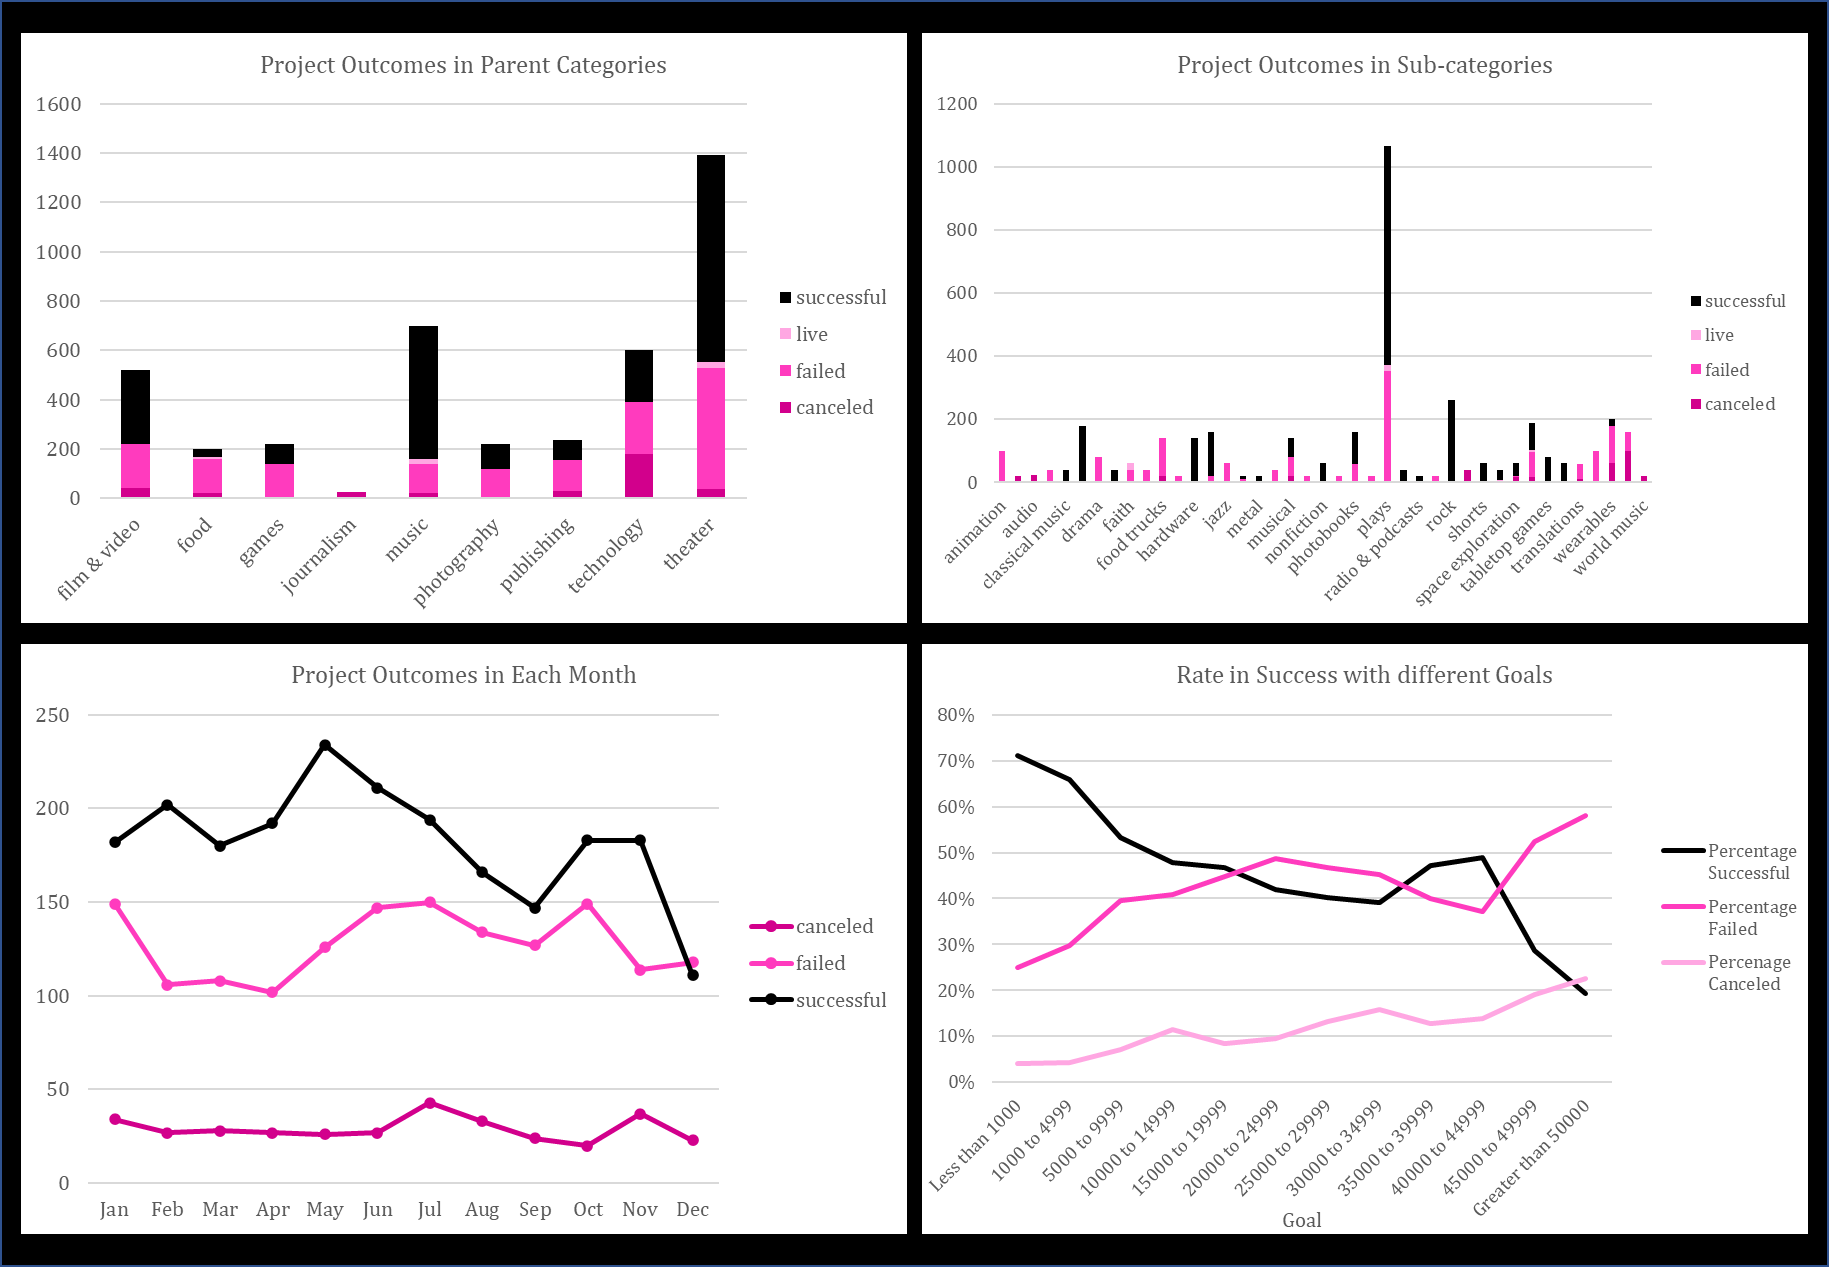 Project Outcomes in Parent Categories
1600
1400
1200
1000
800
600
400
200
0
film & video
food
games
journalism
music
photography
publishing
technology
theater
successful
live
failed
canceled
Project Outcomes in Sub-categories
1200
1000
800
600
400
200
0
animation
audio
classical music
drama
faith
food trucks
hardware
jazz
metal
musical
nonfiction
photobooks
plays
radio & podcasts
rock
shorts
space exploration
tabletop games
translations
wearables
world music
successful
live
failed
canceled
Project Outcomes in Each Month
250
200
150
100
50
0
Jan Feb Mar Apr May Jun Jul Aug Sep Oct Nov Dec
canceled
failed
successful
Rate in Success with different Goals
80%
70%
60%
50%
40%
30%
20%
10%
0%
Less than 1000
1000 to 4999
5000 to 9999
10000 to 14999
15000 to 19999
20000 to 24999
25000 to 29999
30000 to 34999
35000 to 39999
40000 to 44999
45000 to 49999
Greater than 50000
Goal
Percentage
Successful
Percentage
Failed
Percenage
Canceled